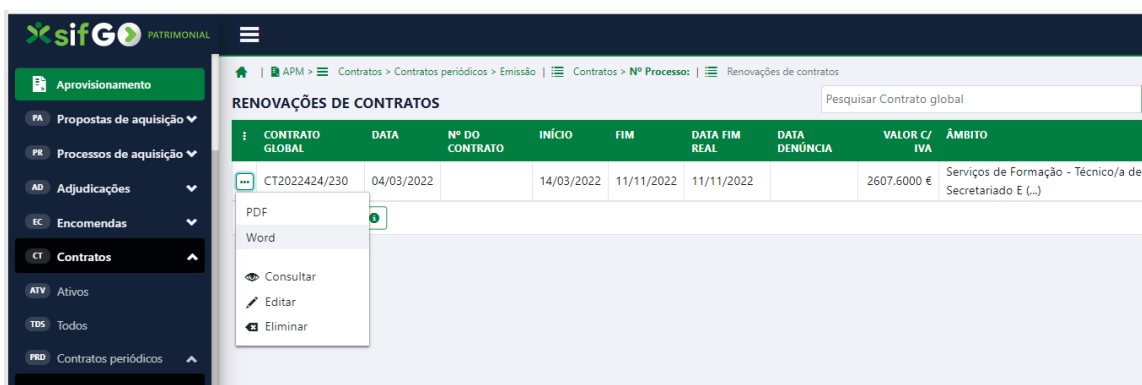 sifGO PATRIMONIAL
Aprovisionamento
PA Propostas de aquisição
PR Processos de aquisição
AD Adjudicações
EC Encomendas
CT Contratos
ATV Ativos
TDS Todos
PRD Contratos periódicos
| APM > Contratos > Contratos periódicos > Emissão | Contratos > Nº Processo: | Renovações de contratos
RENOVAÇÕES DE CONTRATOS
Pesquisar Contrato global
CONTRATO GLOBAL DATA Nº DO CONTRATO INÍCIO FIM DATA FIM REAL DATA DENÚNCIA VALOR C/ IVA ÂMBITO
CT2022424/230 04/03/2022 14/03/2022 11/11/2022 11/11/2022 2607.6000 € Serviços de Formação - Técnico/a de
Secretariado E (...)
PDF
Word
Consultar
Editar
Eliminar